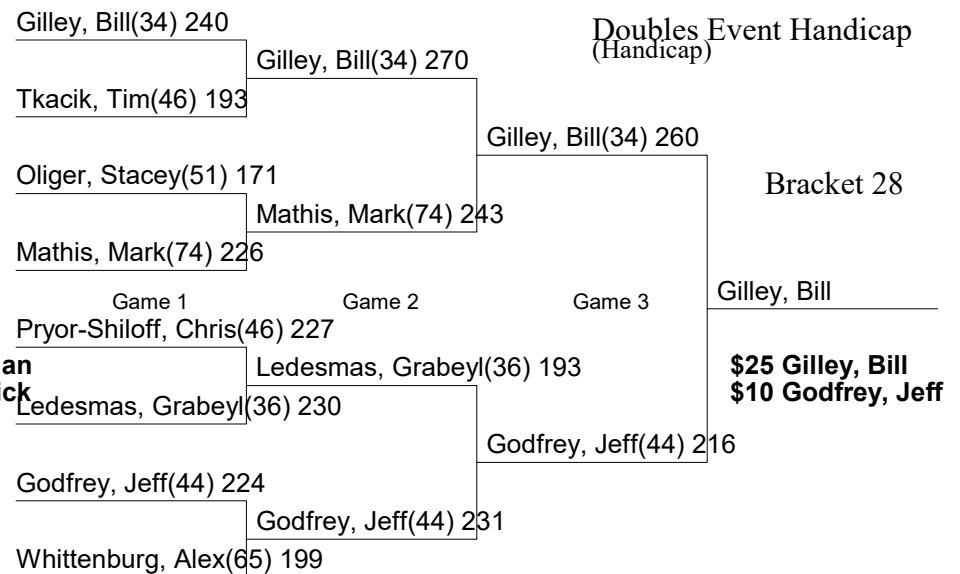 Gilley, Bill(34) 240
Doubles Event Handicap
(Handicap)
Gilley, Bill(34) 270
Tkacik, Tim(46) 193
Gilley, Bill(34) 260
Oliger, Stacey(51) 171
Bracket 28
Mathis, Mark(74) 243
Mathis, Mark(74) 226
Game 1
Game 2
Game 3
Gilley, Bill
Pryor-Shiloff, Chris(46) 227
an
Ledesmas, Grabeyl(36) 193
$25 Gilley, Bill
ick
Ledesmas, Grabeyl(36) 230
$10 Godfrey, Jeff
Godfrey, Jeff(44) 216
Godfrey, Jeff(44) 224
Godfrey, Jeff(44) 231
Whittenburg, Alex(65) 199